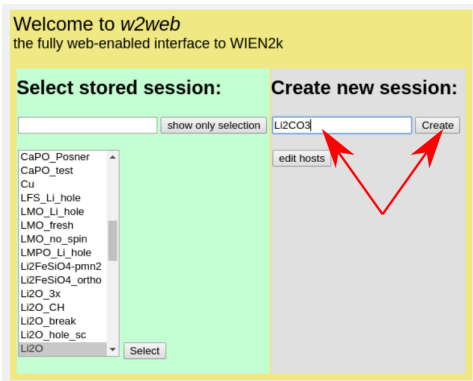 Welcome to w2web
the fully web-enabled interface to WIEN2k
Select stored session:
show only selection
CaPO_Posner
CaPO_test
Cu
LFS_Li_hole
LMO_Li_hole
LMO_fresh
LMO_no_spin
LMPO_Li_hole
Li2FeSiO4-pmn2
Li2FeSiO4_ortho
Li2O_3x
Li2O_CH
Li2O_break
Li2O_hole_sc
Li2O
Select
Create new session:
Li2CO3 Create
edit hosts